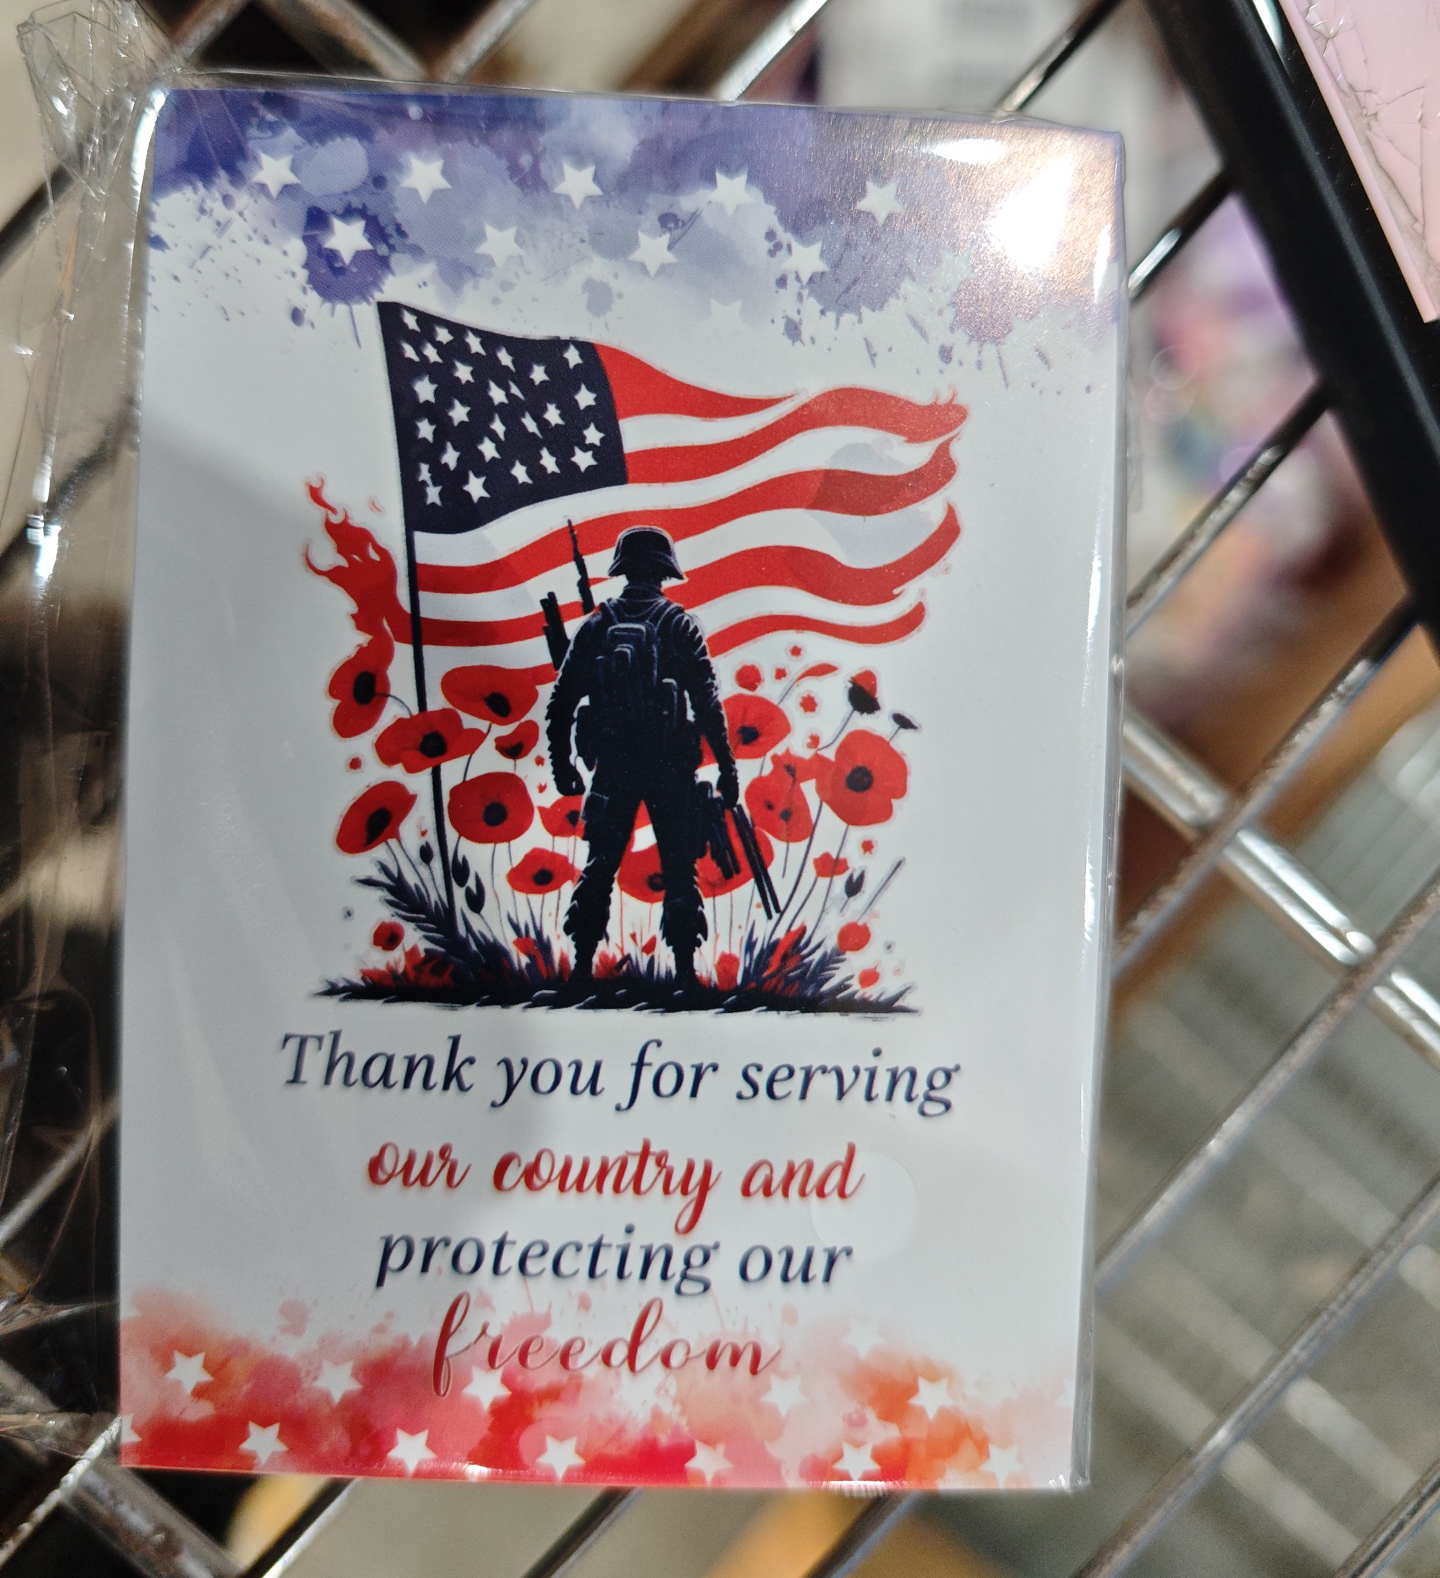 Thank you for serving
our country and
protecting our
freedom